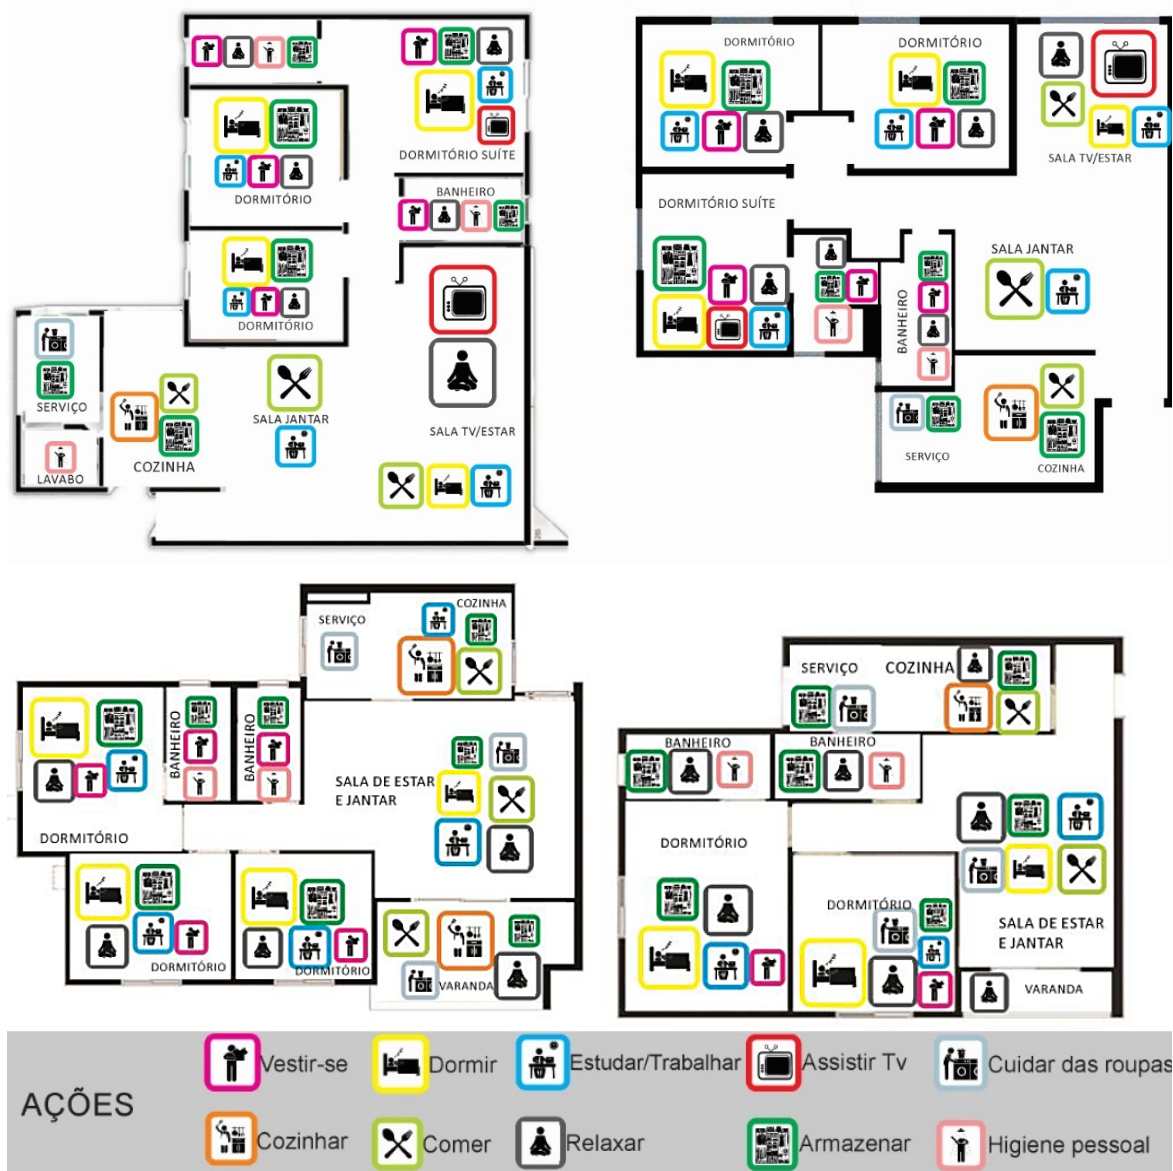 DORMITÓRIO SUÍTE
BANHEIRO
DORMITÓRIO
DORMITÓRIO
SERVIÇO
LAVABO
COZINHA
SALA JANTAR
SALA TV/ESTAR
DORMITÓRIO
DORMITÓRIO
SALA TV/ESTAR
DORMITÓRIO SUÍTE
SALA JANTAR
BANHEIRO
SERVIÇO
COZINHA
SERVIÇO
COZINHA
BANHEIRO
BANHEIRO
SALA DE ESTAR
E JANTAR
DORMITÓRIO
DORMITÓRIO
DORMITÓRIO
VARANDA
SERVIÇO
COZINHA
BANHEIRO
BANHEIRO
DORMITÓRIO
DORMITÓRIO
SALA DE ESTAR
E JANTAR
VARANDA
AÇÕES
Vestir-se
Dormir
Estudar/Trabalhar
Assistir Tv
Cuidar das roupas
Cozinhar
Comer
Relaxar
Armazenar
Higiene pessoal